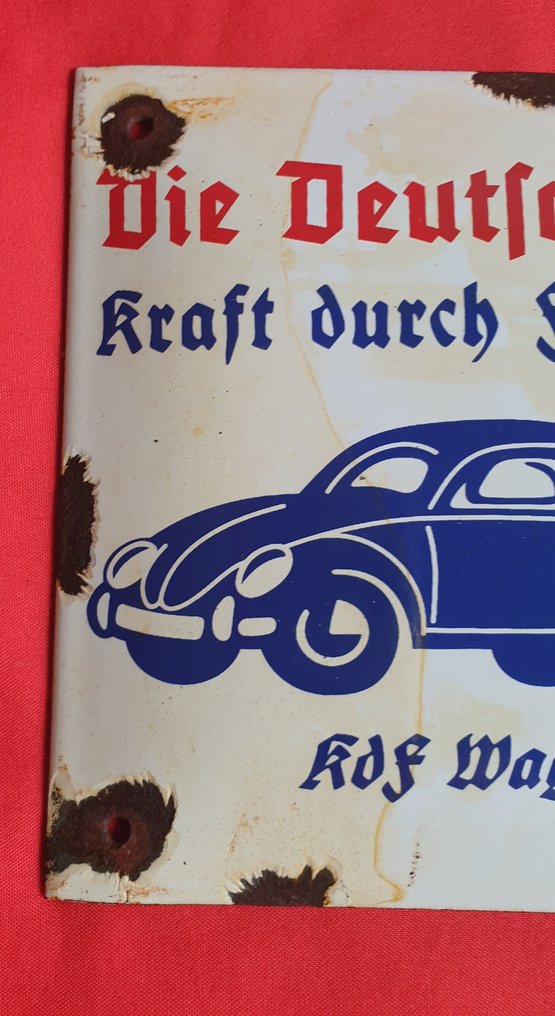 Die Deutsc
Kraft durch F
KdF Wag